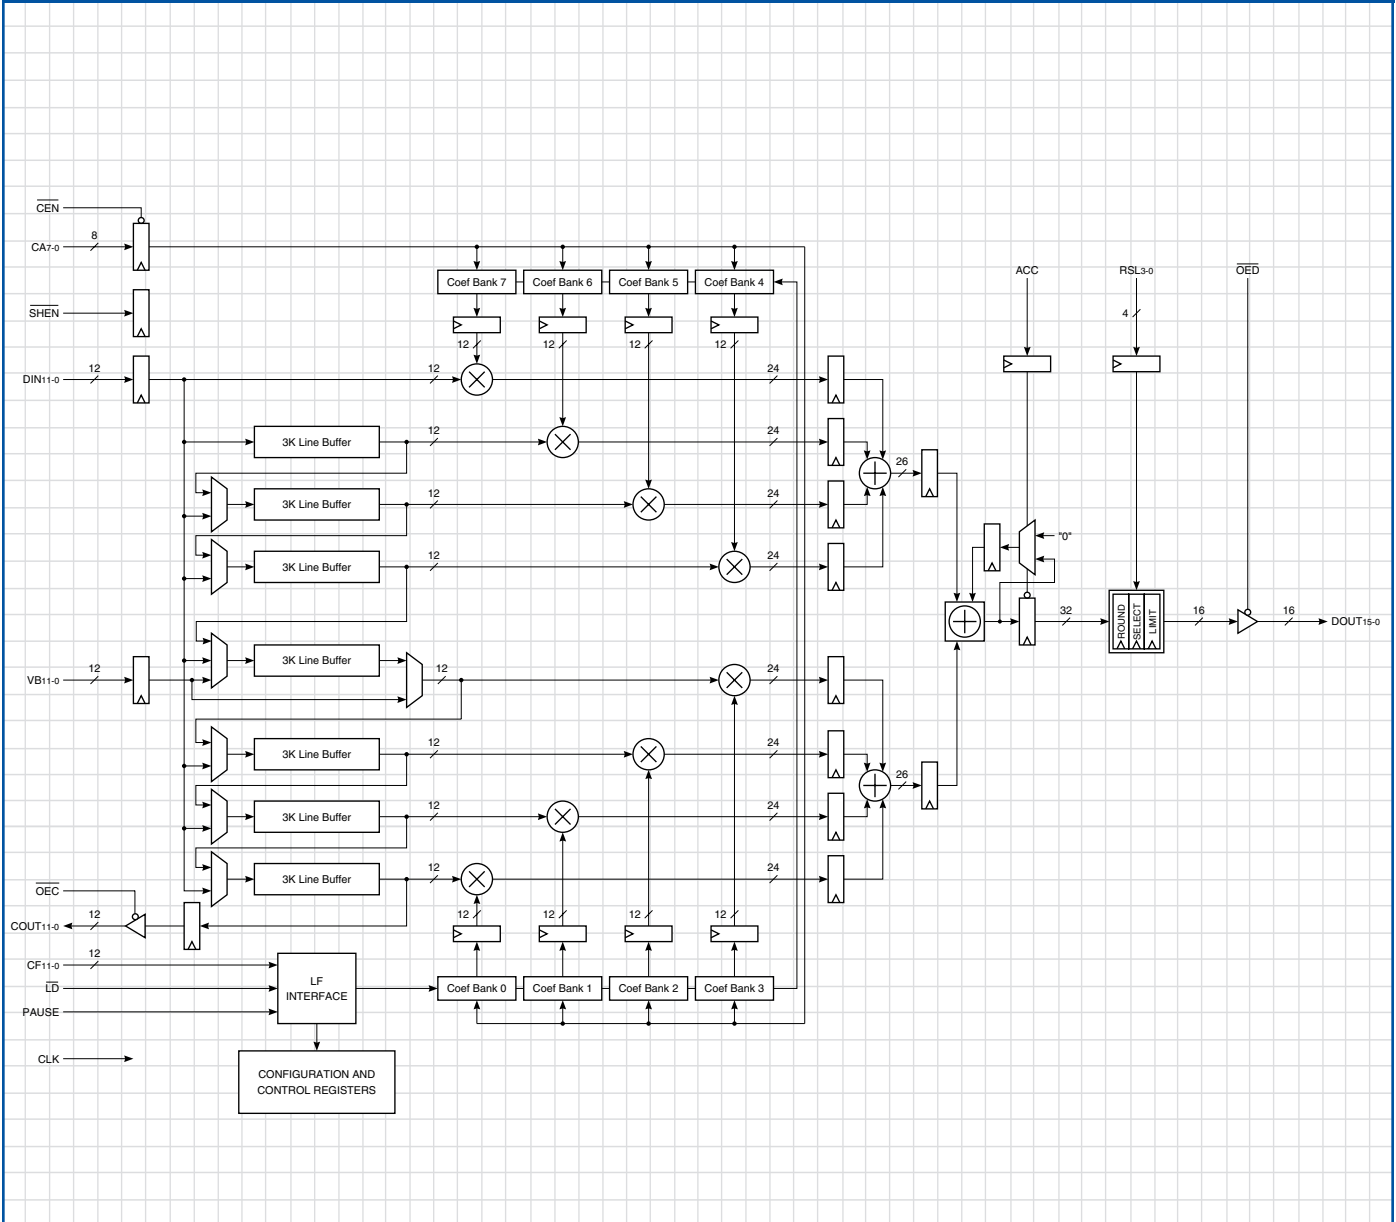 CEN
CA7-0 8
SHEN
DIN11-0 12
Coef Bank 7 Coef Bank 6 Coef Bank 5 Coef Bank 4
12 12 12 12
ACC RSL3-0 OED
4
12 24
3K Line Buffer 12 24
26
3K Line Buffer 12 24
"0"
3K Line Buffer 12 24
32 ROUND SELECT LIMIT 16 16 DOUT15-0
3K Line Buffer
VB11-0 12 12 24
3K Line Buffer 12 24
26
3K Line Buffer 12 24
3K Line Buffer 12 24
OEC
COUT11-0 12
12 12 12 12
CF11-0 12
LD
PAUSE
LF
INTERFACE
Coef Bank 0 Coef Bank 1 Coef Bank 2 Coef Bank 3
CLK
CONFIGURATION AND
CONTROL REGISTERS